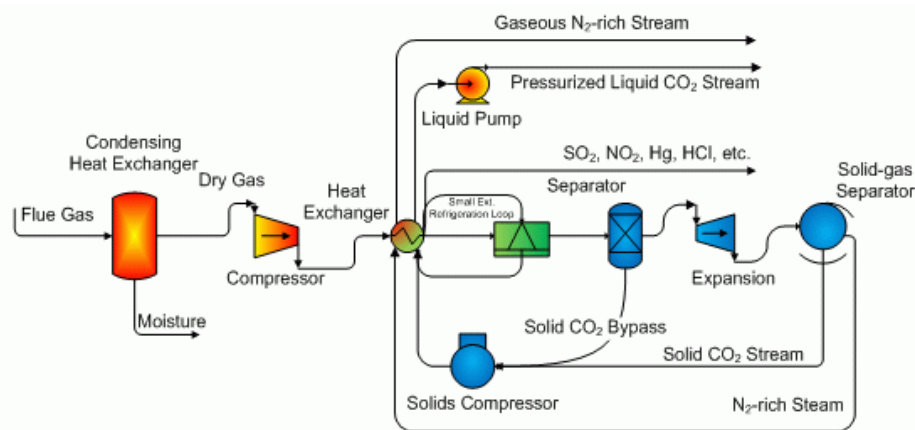 Gaseous N₂-rich Stream
Pressurized Liquid CO₂ Stream
Liquid Pump
Condensing
Heat Exchanger
SO₂, NO₂, Hg, HCl, etc.
Dry Gas
Heat
Exchanger
Small Ext.
Refrigeration Loop
Separator
Solid-gas
Separator
Flue Gas
Compressor
Expansion
Moisture
Solid CO₂ Bypass
Solid CO₂ Stream
Solids Compressor
N₂-rich Steam